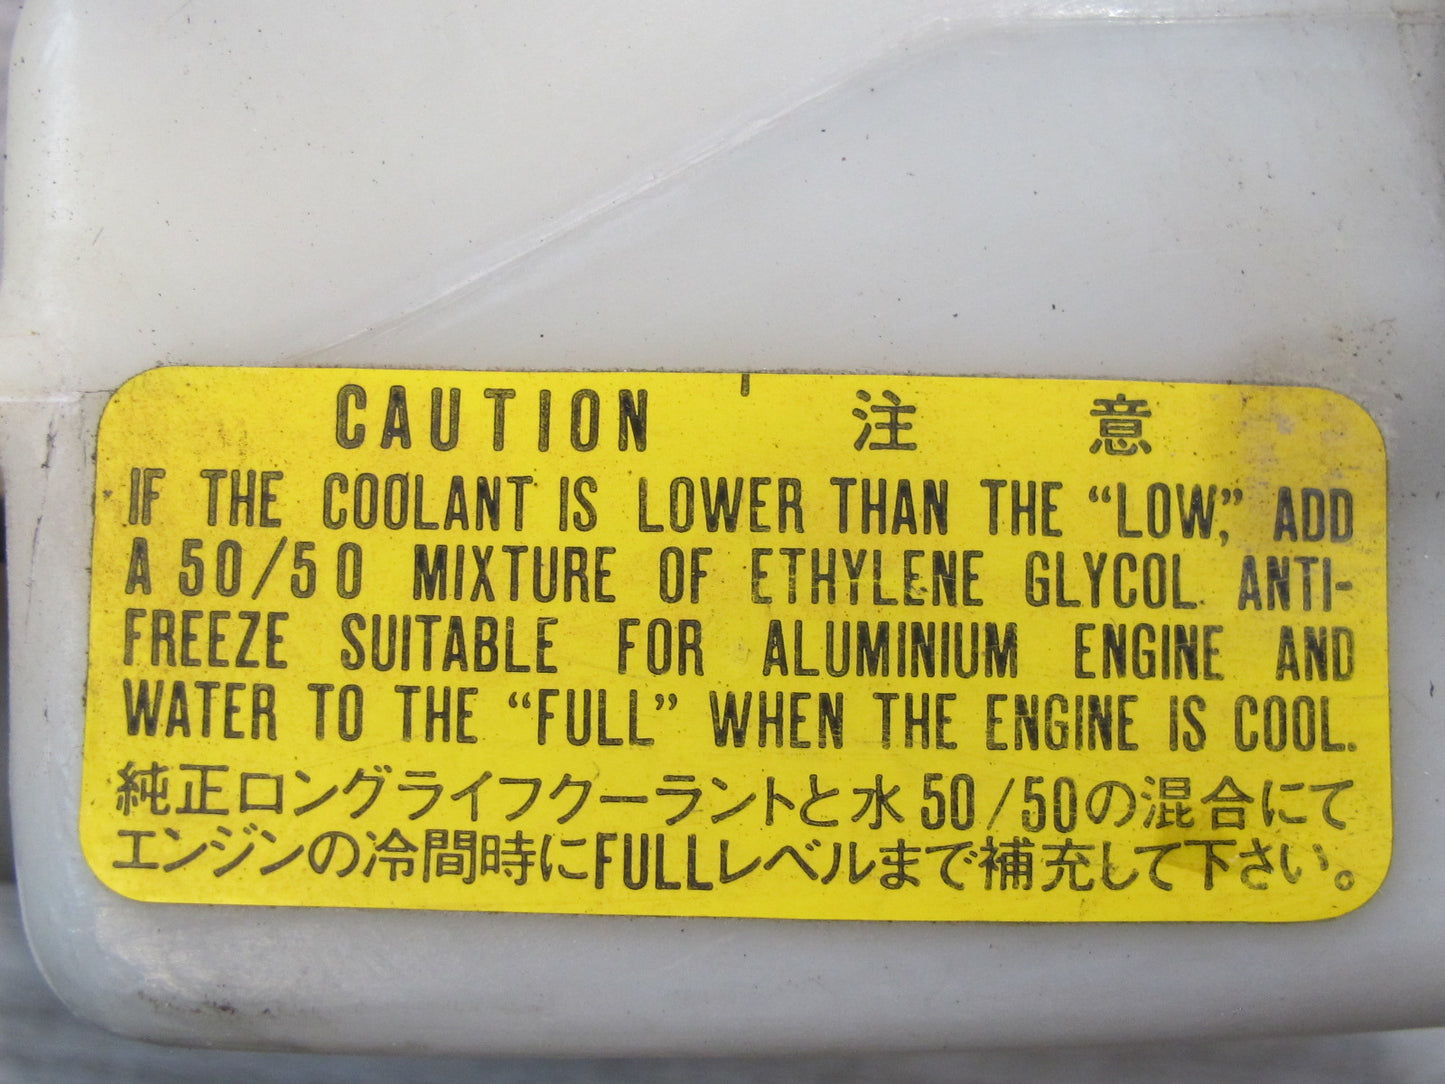 CAUTION 注意
IF THE COOLANT IS LOWER THAN THE “LOW,” ADD
A 50/50 MIXTURE OF ETHYLENE GLYCOL ANTI-
FREEZE SUITABLE FOR ALUMINIUM ENGINE AND
WATER TO THE “FULL” WHEN THE ENGINE IS COOL.
純正ロングライフクーラントと水50/50の混合にて
エンジンの冷間時にFULLレベルまで補充して下さい。